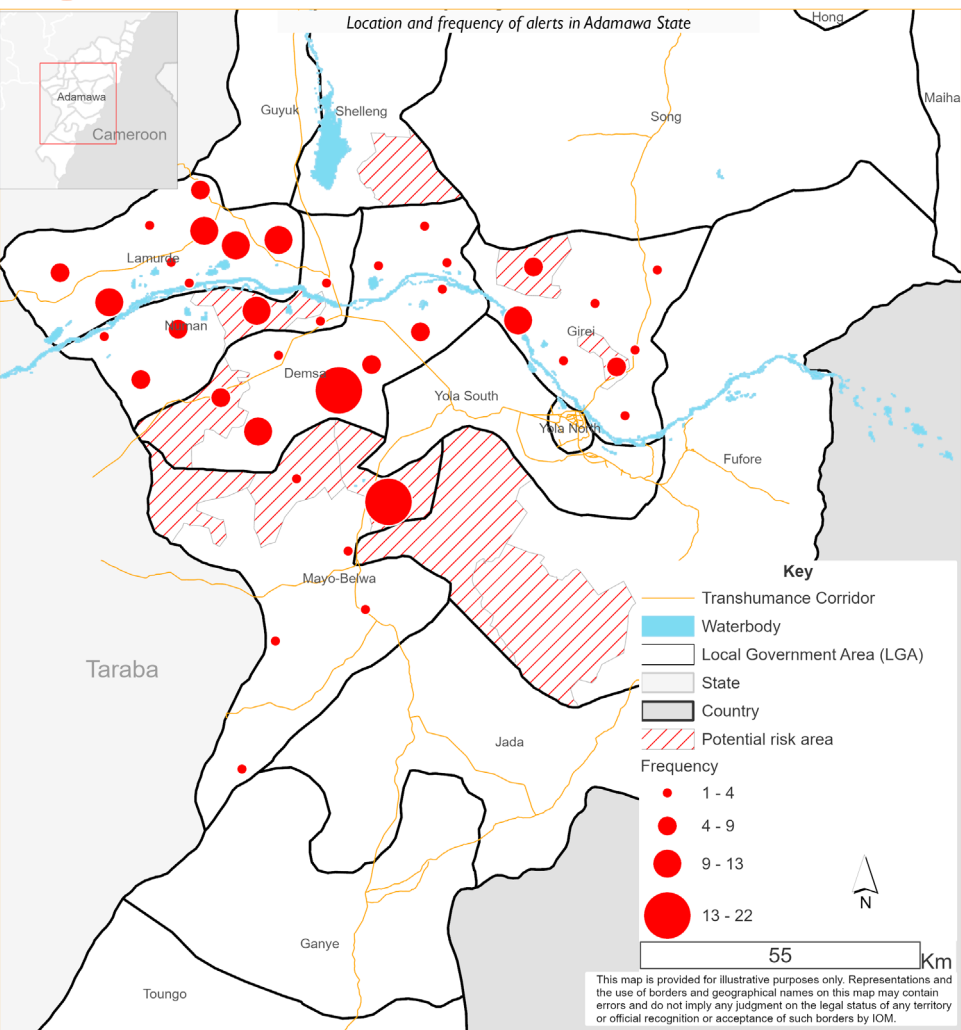 Location and frequency of alerts in Adamawa State
Hong
Adamawa
Cameroon
Guyuk
Shelleng
Song
Maiha
Lamurde
Numan
Girei
Demsa
Yola South
Yola North
Fufore
Mayo-Belwa
Taraba
Jada
Ganye
Toungo
Key
Transhumance Corridor
Waterbody
Local Government Area (LGA)
State
Country
Potential risk area
Frequency
1 - 4
4 - 9
9 - 13
13 - 22
N
55
Km
This map is provided for illustrative purposes only. Representations and
the use of borders and geographical names on this map may contain
errors and do not imply any judgment on the legal status of any territory
or official recognition or acceptance of such borders by IOM.